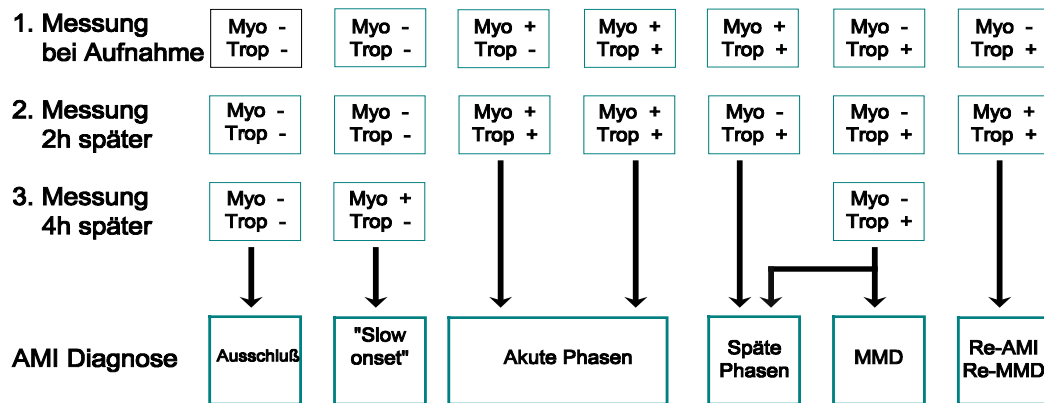 1. Messung
bei Aufnahme
Myo -
Trop -
Myo -
Trop -
Myo +
Trop -
Myo +
Trop +
Myo +
Trop +
Myo -
Trop +
Myo -
Trop +
2. Messung
2h später
Myo -
Trop -
Myo -
Trop -
Myo +
Trop +
Myo +
Trop +
Myo -
Trop +
Myo -
Trop +
Myo +
Trop +
3. Messung
4h später
Myo -
Trop -
Myo +
Trop -
Myo -
Trop +
AMI Diagnose
Ausschluß
"Slow
onset"
Akute Phasen
Späte
Phasen
MMD
Re-AMI
Re-MMD